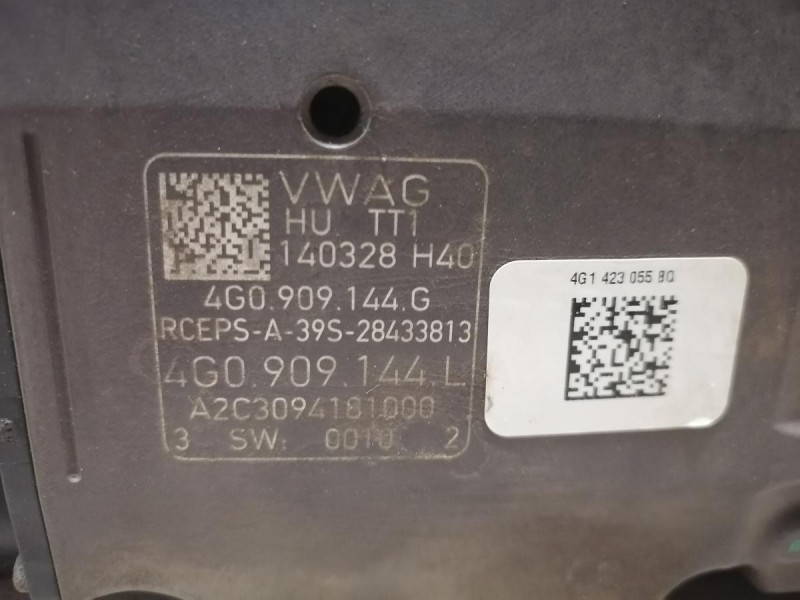 VWAG
HU TT1
140328 H40
4G0.909.144.G
RCEPS-A-39S-28433813
4G0.909.144.L
A2C3094181000
3 SW: 0010 2
4G1 423 055 BQ